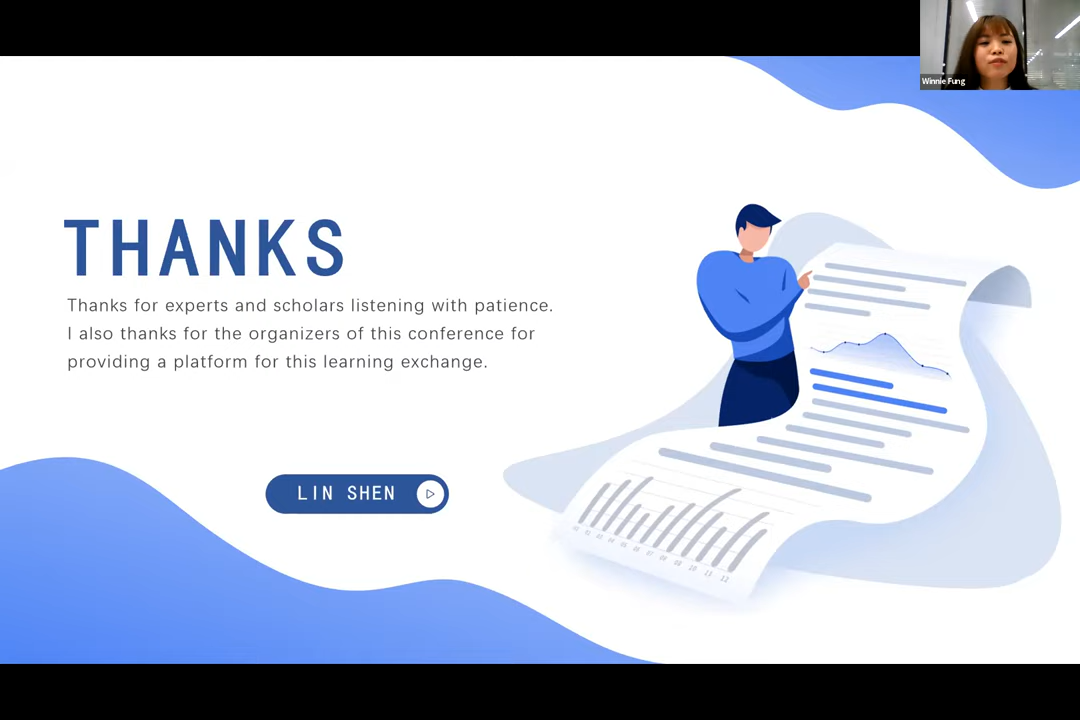 Winnie Fung
THANKS
Thanks for experts and scholars listening with patience.
I also thanks for the organizers of this conference for
providing a platform for this learning exchange.
LIN SHEN